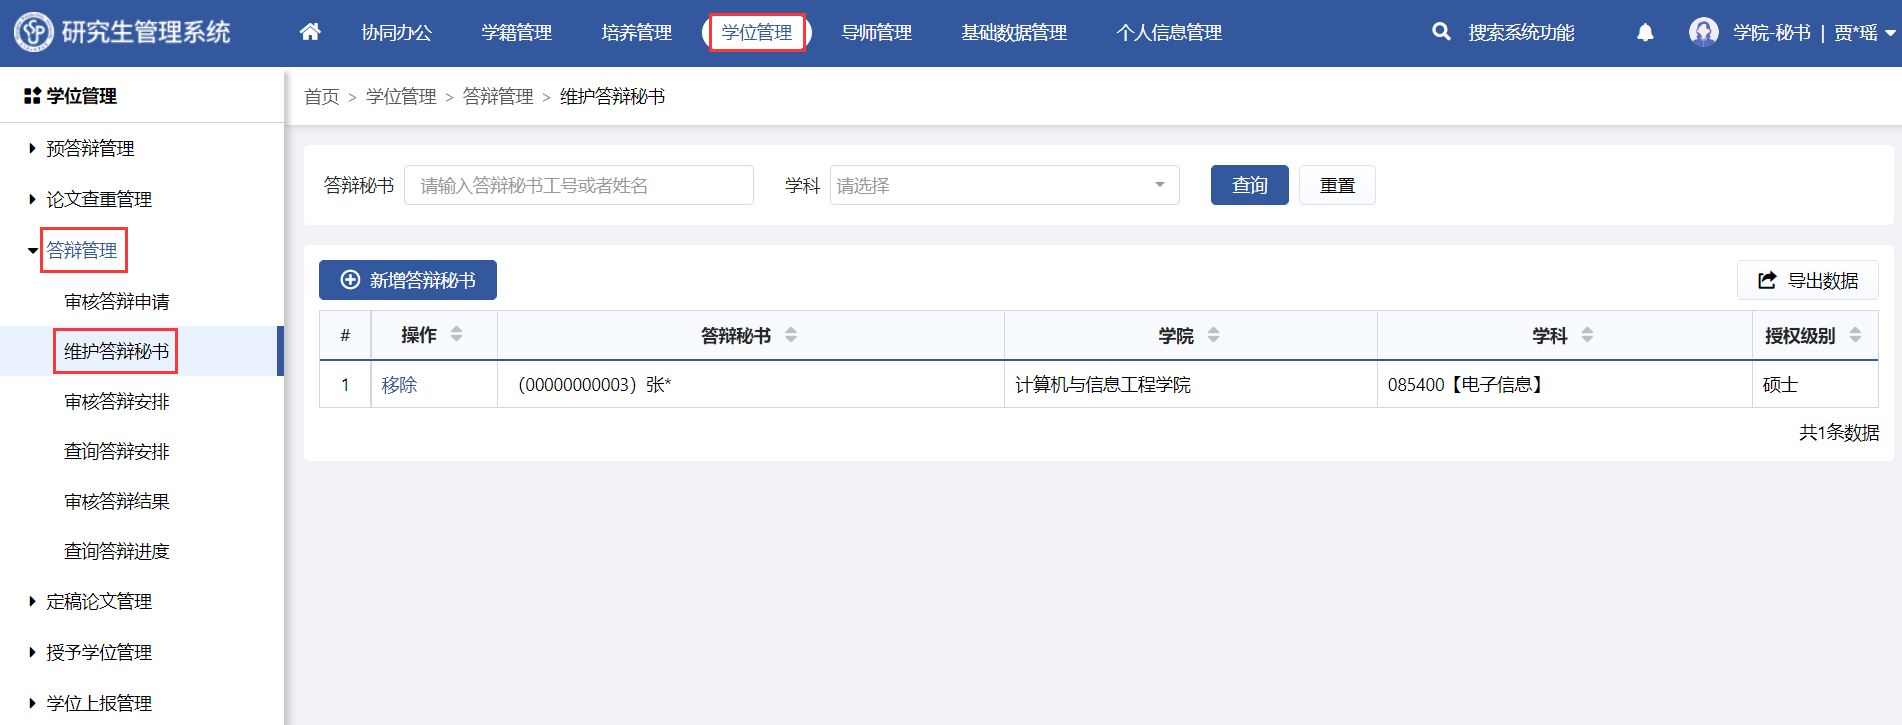 研究生管理系统
协同办公 学籍管理 培养管理 学位管理 导师管理 基础数据管理 个人信息管理 搜索系统功能 学院-秘书 | 贾*瑶
学位管理
首页 > 学位管理 > 答辩管理 > 维护答辩秘书
预答辩管理
论文查重管理
答辩管理
审核答辩申请
维护答辩秘书
审核答辩安排
查询答辩安排
审核答辩结果
查询答辩进度
定稿论文管理
授予学位管理
学位上报管理
答辩秘书 请输入答辩秘书工号或者姓名 学科 请选择 查询 重置
新增答辩秘书 导出数据
# 操作 答辩秘书 学院 学科 授权级别
1 移除 （00000000003）张* 计算机与信息工程学院 085400【电子信息】 硕士
共1条数据